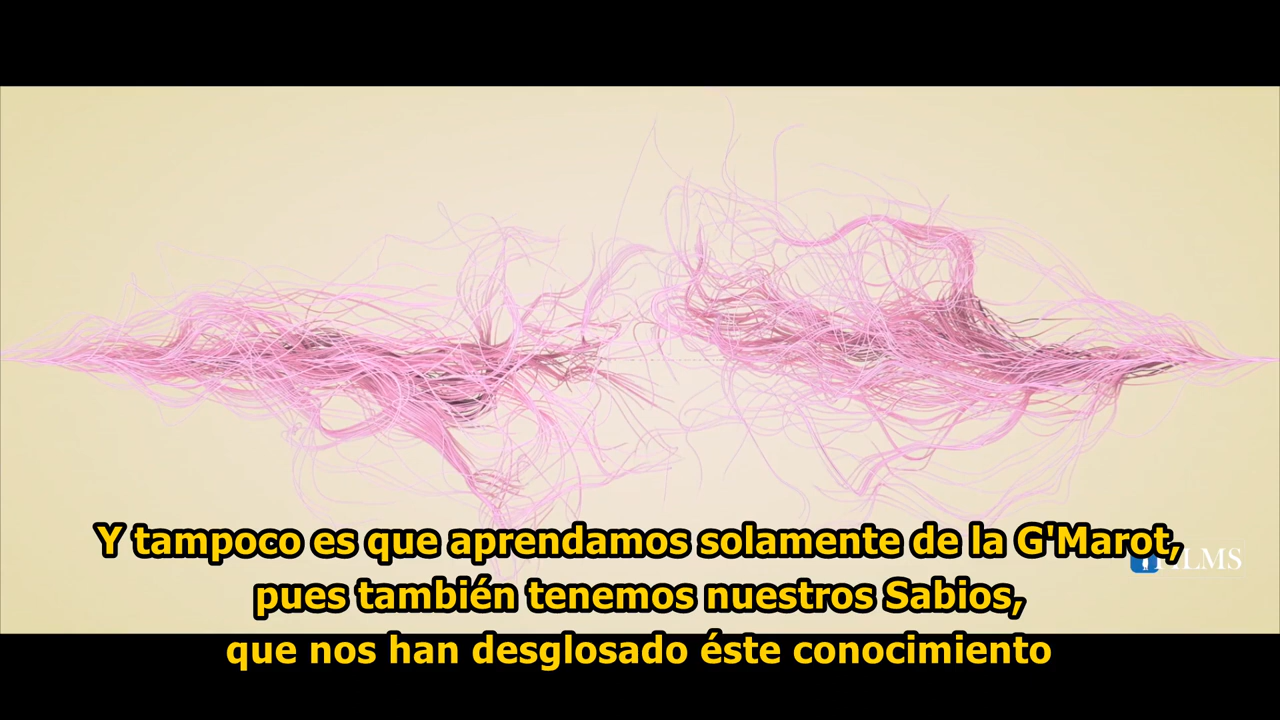 Y tampoco es que aprendamos solamente de la G'Marot,
pues también tenemos nuestros Sabios,
que nos han desglosado éste conocimiento